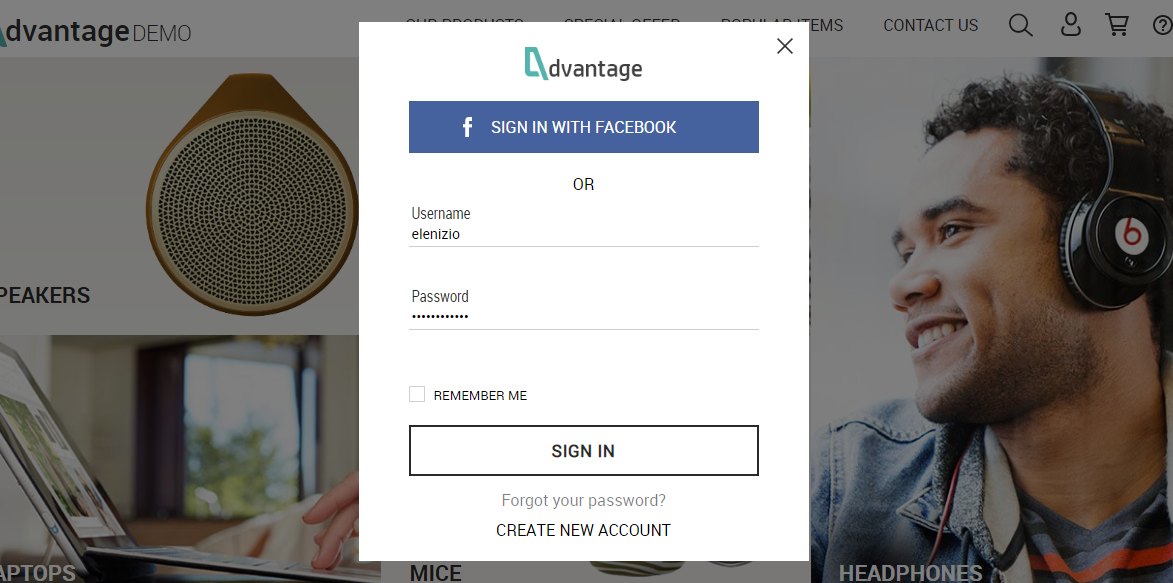 dvantage DEMO
OUR PRODUCTS SPECIAL OFFER POPULAR ITEMS CONTACT US
dvantage
f SIGN IN WITH FACEBOOK
OR
Username
elenizio
Password
••••••••••••
REMEMBER ME
SIGN IN
Forgot your password?
CREATE NEW ACCOUNT
PEAKERS
APTOPS
MICE
HEADPHONES
b